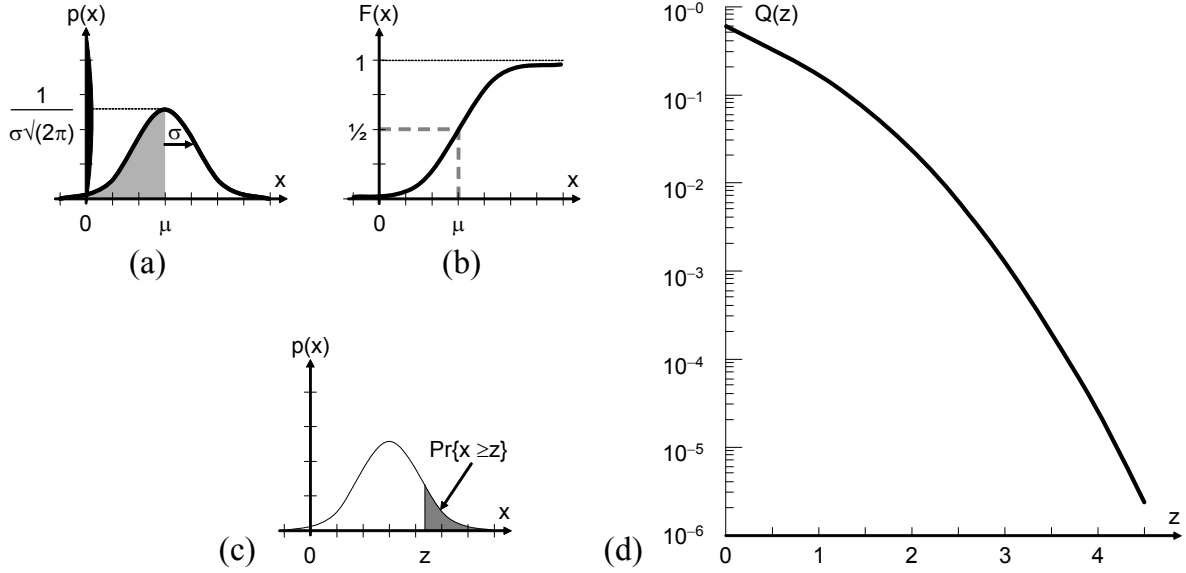 p(x)
1
σ√(2π)
σ
x
0 μ
(a)
F(x)
1
½
x
0 μ
(b)
p(x)
Pr{x ≥z}
x
0 z
(c)
Q(z)
10⁻⁰
10⁻¹
10⁻²
10⁻³
10⁻⁴
10⁻⁵
10⁻⁶
z
0 1 2 3 4
(d)